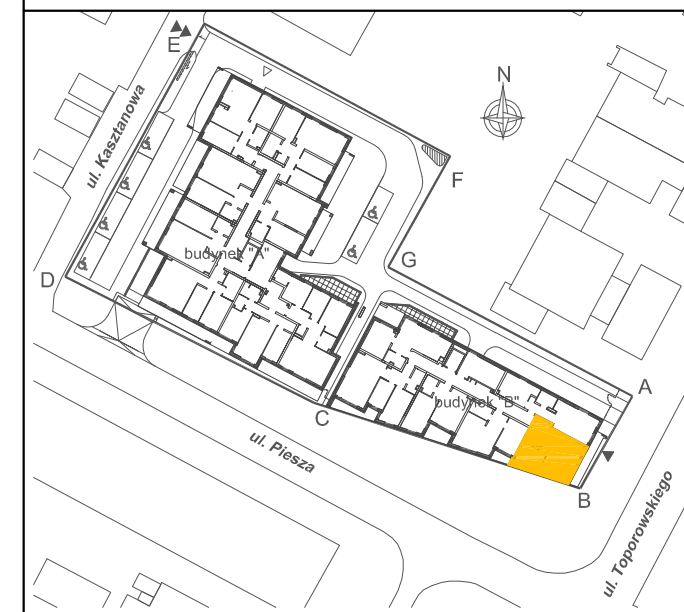 E
N
ul. Kasztanowa
F
budynek "A"
G
D
A
budynek "B"
C
ul. Piesza
B
ul. Toporowskiego